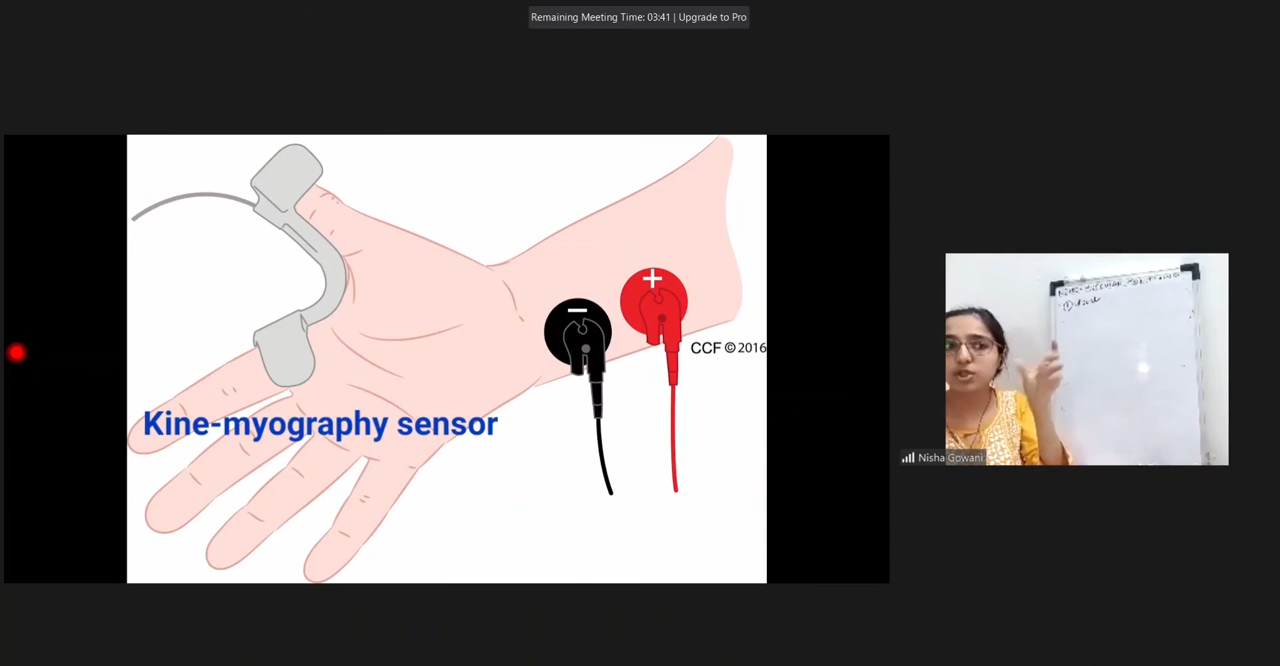 Remaining Meeting Time: 03:41 | Upgrade to Pro
+
−
CCF © 2016
Kine-myography sensor
Nisha Gowani